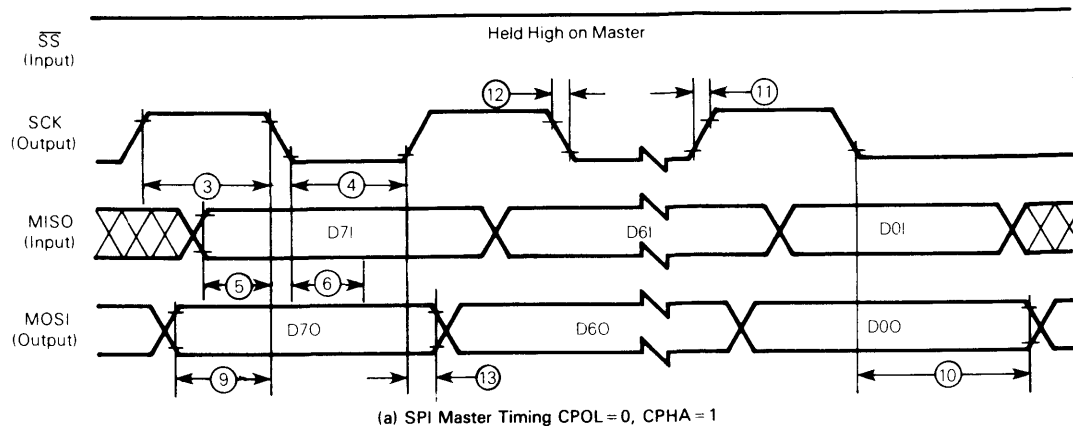 Held High on Master
SS
(Input)
12
11
SCK
(Output)
3
4
MISO
(Input)
D7I
D6I
D0I
5
6
MOSI
(Output)
D7O
D6O
D0O
9
13
10
(a) SPI Master Timing CPOL = 0, CPHA = 1